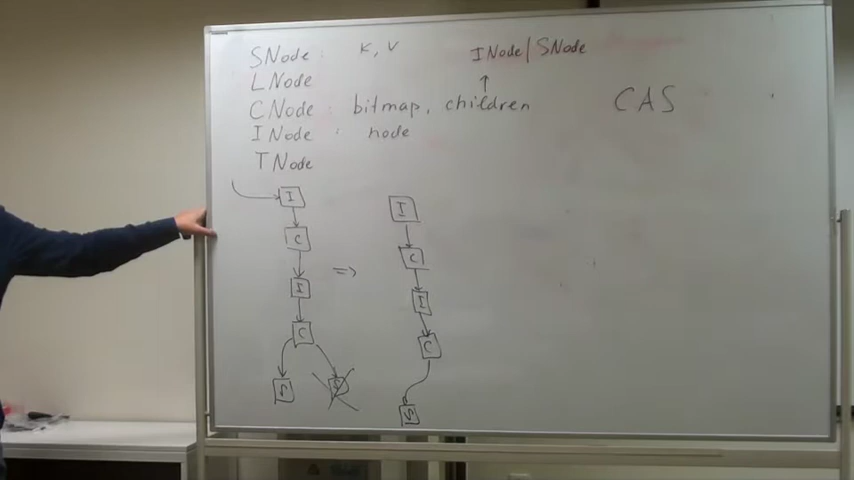 SNode : K, V
INode/SNode
LNode
CNode : bitmap, children
CAS
INode : node
TNode
I
I
C
C
I
=>
I
C
C
S
S
S